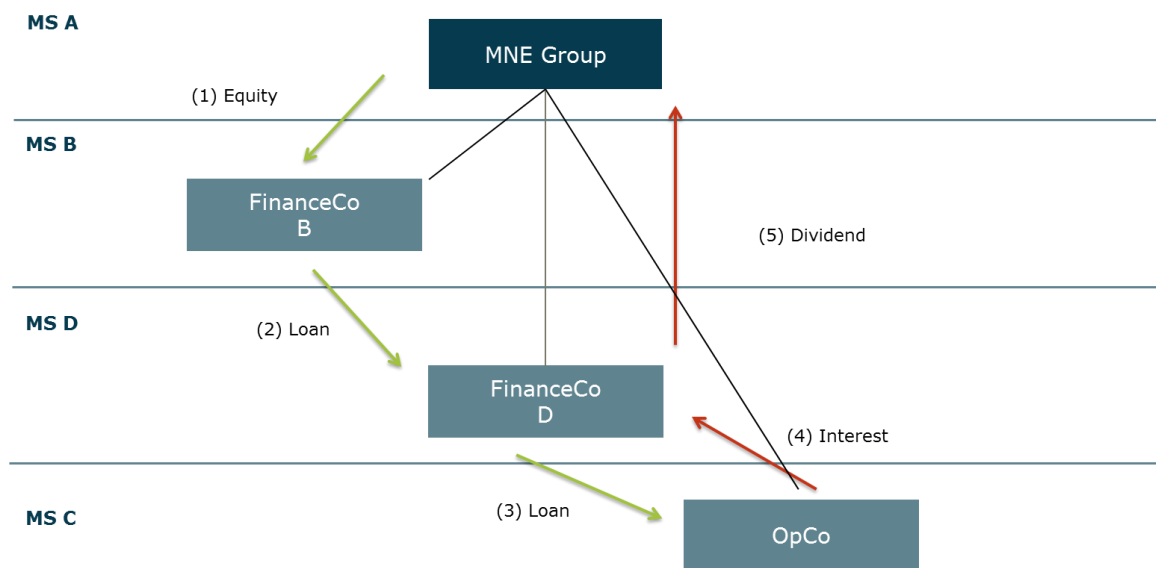 MS A
MNE Group
(1) Equity
MS B
FinanceCo
B
(5) Dividend
MS D
(2) Loan
FinanceCo
D
(4) Interest
(3) Loan
MS C
OpCo